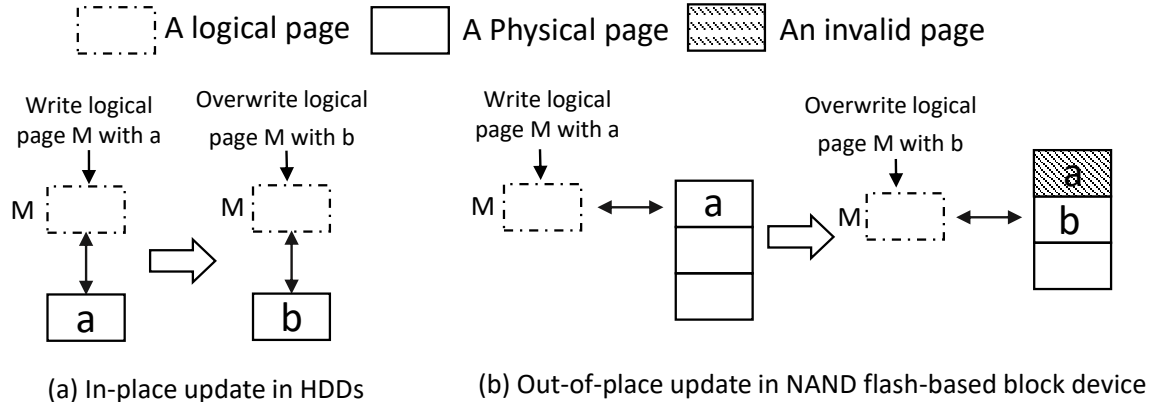 A logical page
A Physical page
An invalid page
Write logical
page M with a
Overwrite logical
page M with b
M
M
a
b
(a) In-place update in HDDs
Write logical
page M with a
Overwrite logical
page M with b
M
a
M
a
b
(b) Out-of-place update in NAND flash-based block device